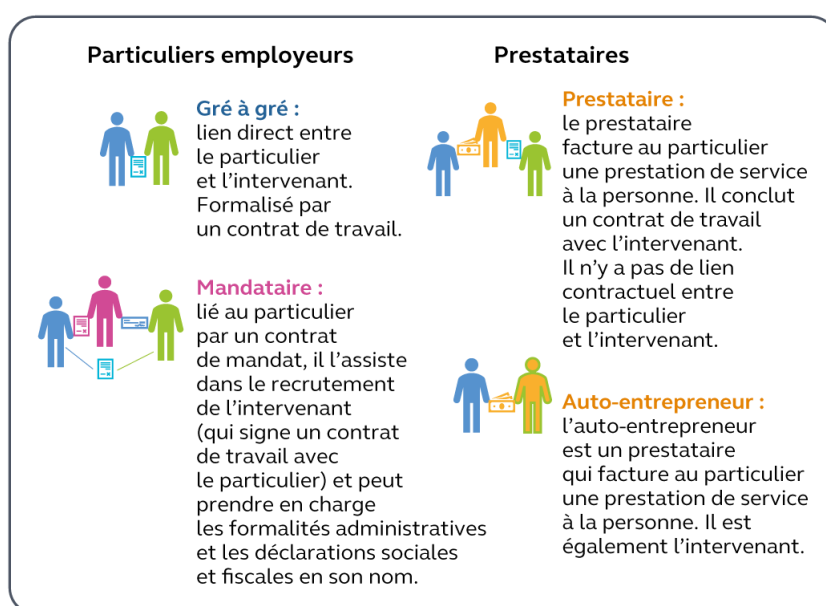 Particuliers employeurs
Gré à gré :
lien direct entre
le particulier
et l'intervenant.
Formalisé par
un contrat de travail.
Mandataire :
lié au particulier
par un contrat
de mandat, il l'assiste
dans le recrutement
de l'intervenant
(qui signe un contrat
de travail avec
le particulier) et peut
prendre en charge
les formalités administratives
et les déclarations sociales
et fiscales en son nom.
Prestataires
Prestataire :
le prestataire
facture au particulier
une prestation de service
à la personne. Il conclut
un contrat de travail
avec l'intervenant.
Il n'y a pas de lien
contractuel entre
le particulier
et l'intervenant.
Auto-entrepreneur :
l'auto-entrepreneur
est un prestataire
qui facture au particulier
une prestation de service
à la personne. Il est
également l'intervenant.